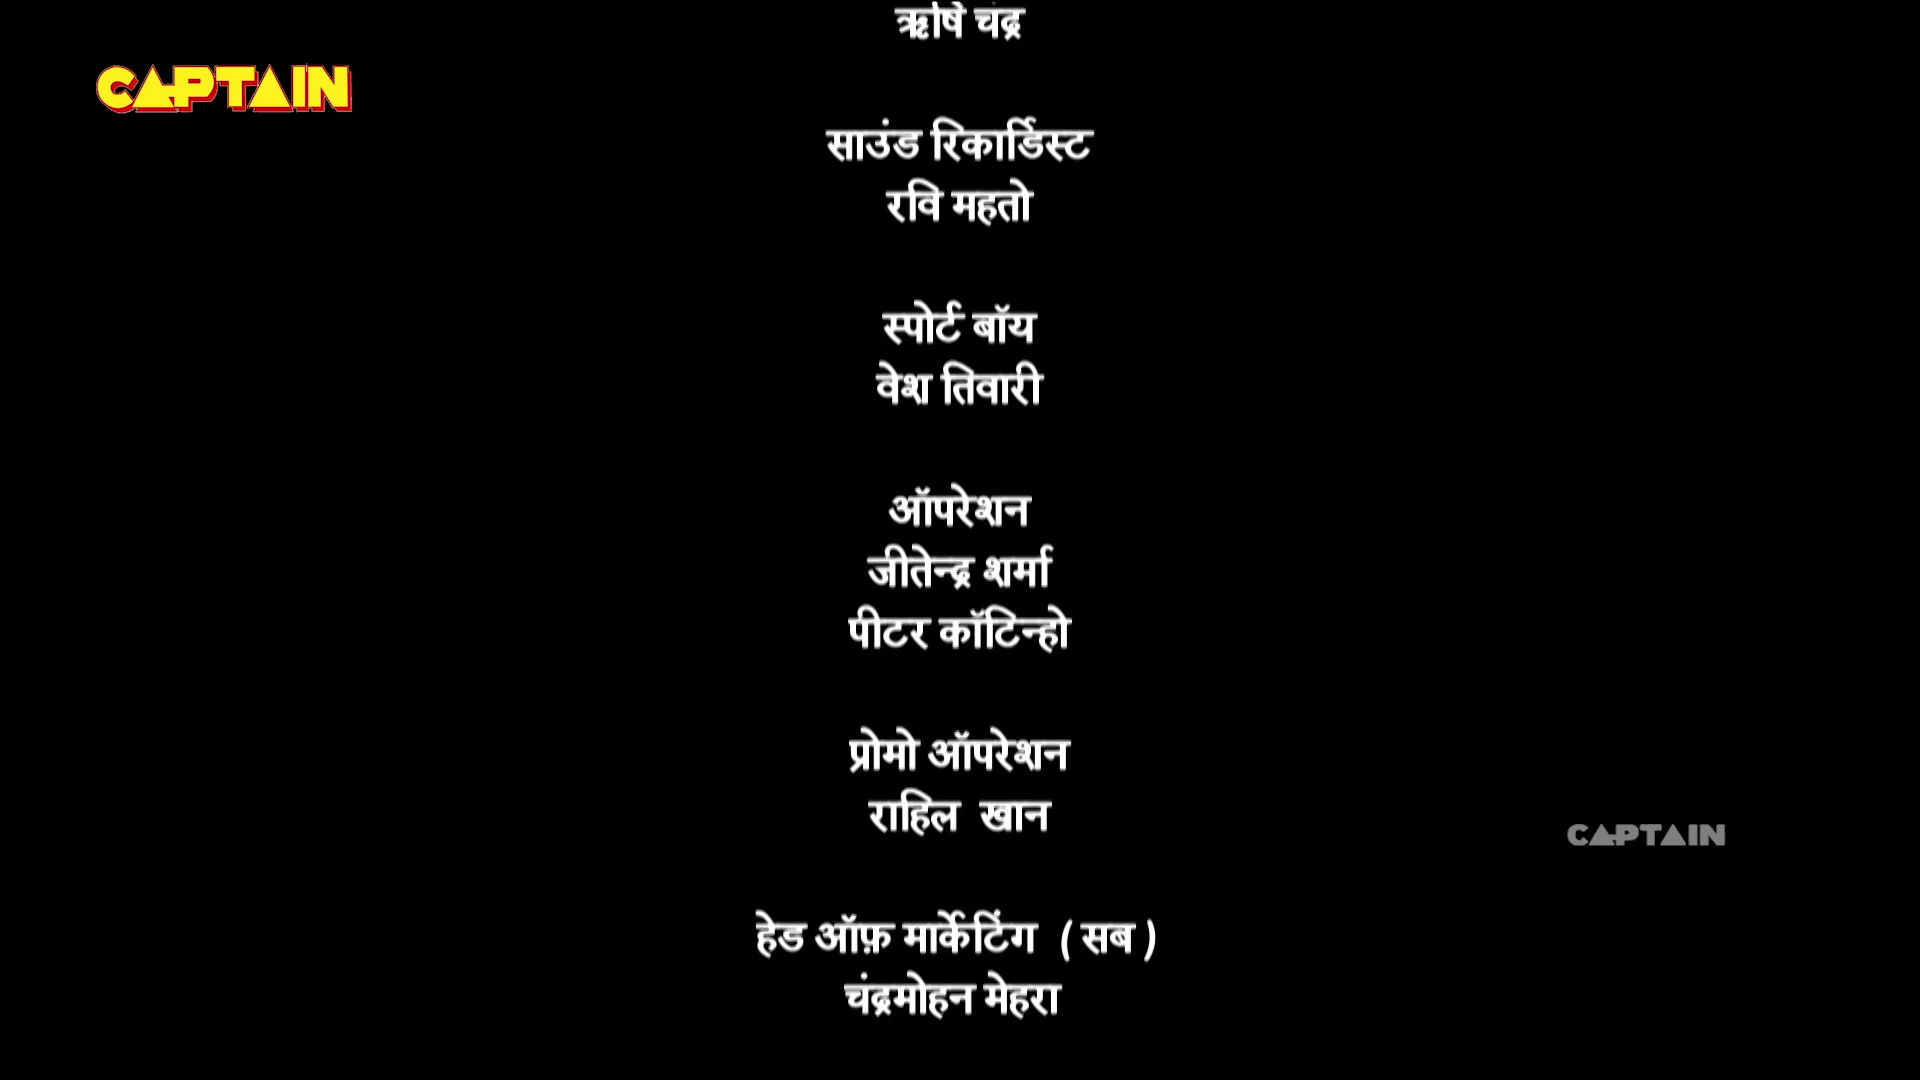 ऋषि चंद्र
CAPTAIN
साउंड रिकार्डिस्ट
रवि महतो
स्पोर्ट बॉय
वेश तिवारी
ऑपरेशन
जीतेन्द्र शर्मा
पीटर कॉटिन्हो
प्रोमो ऑपरेशन
राहिल खान
CAPTAIN
हेड ऑफ़ मार्केटिंग ( सब )
चंद्रमोहन मेहरा